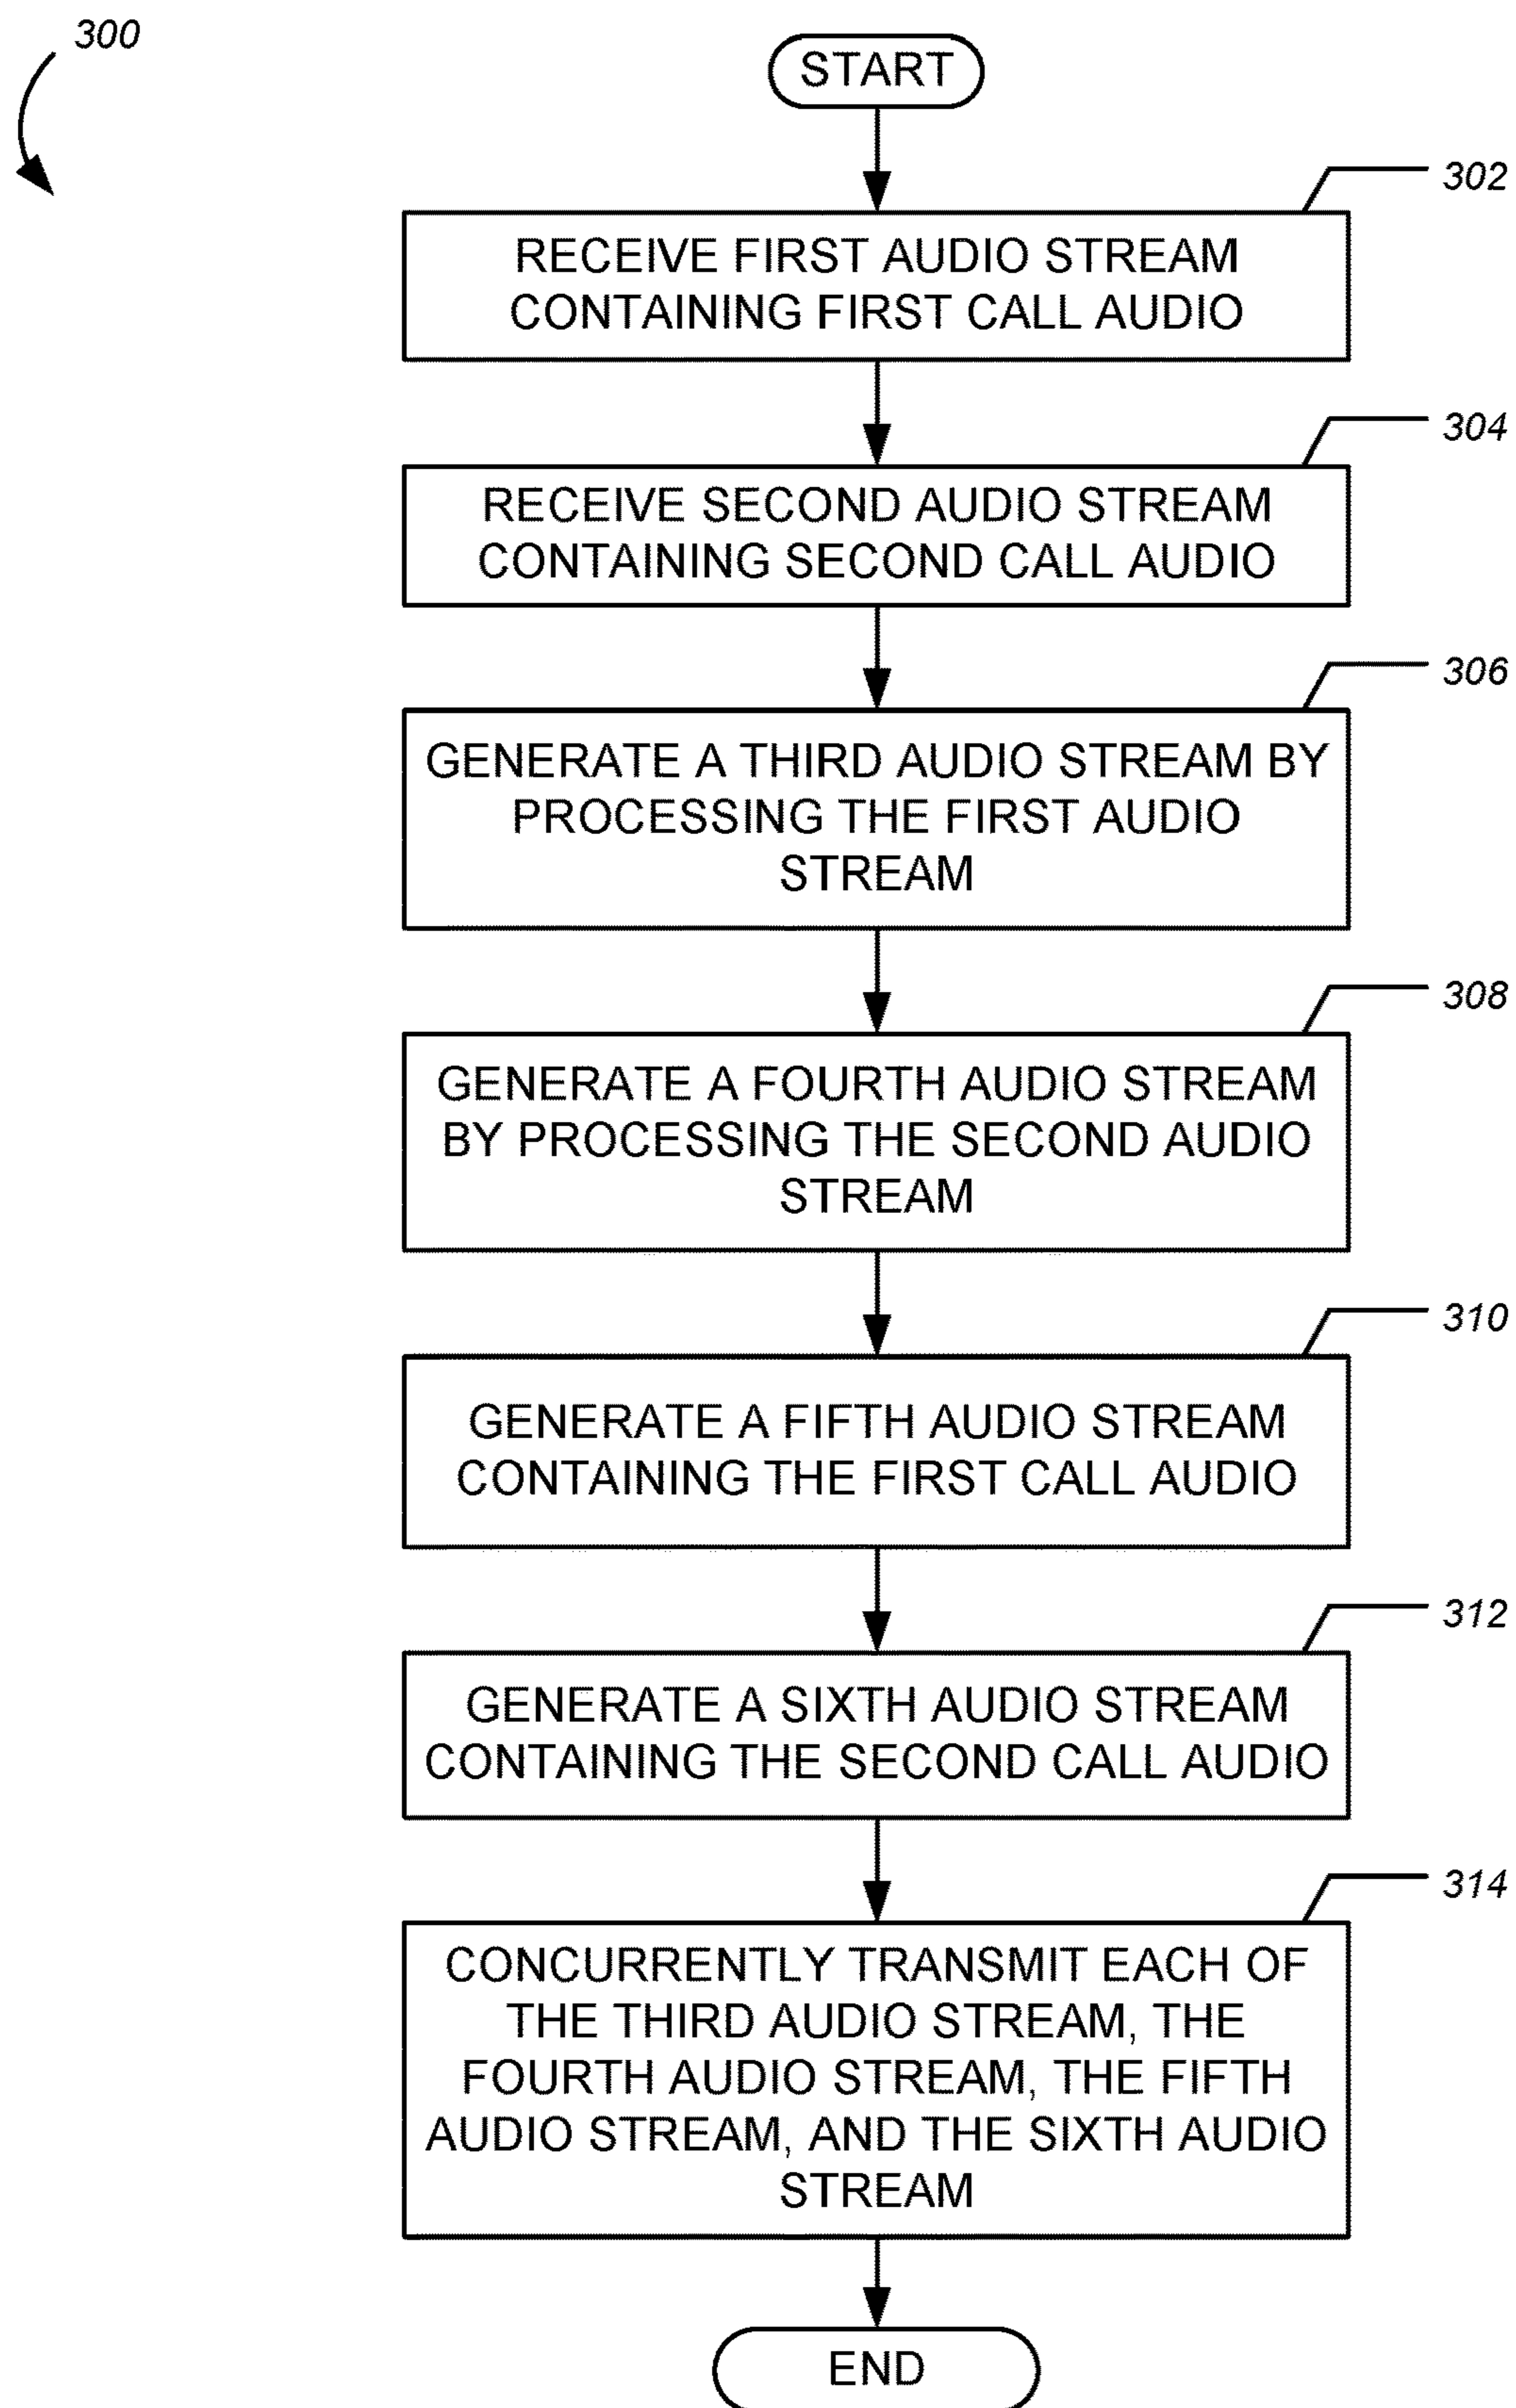 300
START
302
RECEIVE FIRST AUDIO STREAM
CONTAINING FIRST CALL AUDIO
304
RECEIVE SECOND AUDIO STREAM
CONTAINING SECOND CALL AUDIO
306
GENERATE A THIRD AUDIO STREAM BY
PROCESSING THE FIRST AUDIO
STREAM
308
GENERATE A FOURTH AUDIO STREAM
BY PROCESSING THE SECOND AUDIO
STREAM
310
GENERATE A FIFTH AUDIO STREAM
CONTAINING THE FIRST CALL AUDIO
312
GENERATE A SIXTH AUDIO STREAM
CONTAINING THE SECOND CALL AUDIO
314
CONCURRENTLY TRANSMIT EACH OF
THE THIRD AUDIO STREAM, THE
FOURTH AUDIO STREAM, THE FIFTH
AUDIO STREAM, AND THE SIXTH AUDIO
STREAM
END